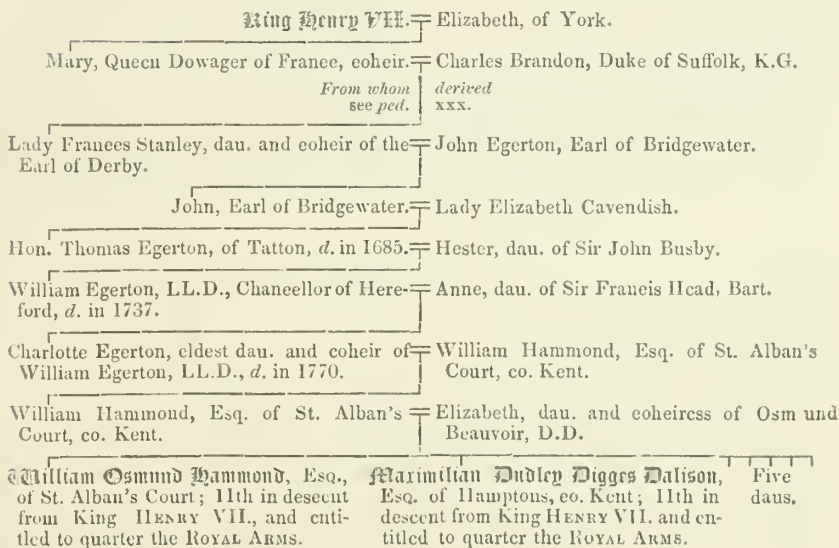 King Henry VII. = Elizabeth, of York.
Mary, Queen Dowager of France, coheir. = Charles Brandon, Duke of Suffolk, K.G.
From whom derived
see ped. xxx.
Lady Frances Stanley, dau. and coheir of the = John Egerton, Earl of Bridgewater.
Earl of Derby.
John, Earl of Bridgewater. = Lady Elizabeth Cavendish.
Hon. Thomas Egerton, of Tatton, d. in 1685. = Hester, dau. of Sir John Busby.
William Egerton, LL.D., Chancellor of Here- = Anne, dau. of Sir Francis Head, Bart.
ford, d. in 1737.
Charlotte Egerton, eldest dau. and coheir of = William Hammond, Esq. of St. Alban's
William Egerton, LL.D., d. in 1770. Court, co. Kent.
William Hammond, Esq. of St. Alban's = Elizabeth, dau. and coheiress of Osmund
Court, co. Kent. Beauvoir, D.D.
William Osmund Hammond, Esq., Maximilian Dudley Digges Dalison, Five
of St. Alban's Court; 11th in descent Esq. of Hamptons, co. Kent; 11th in daus.
from King HENRY VII., and enti- descent from King HENRY VII. and en-
tled to quarter the ROYAL ARMS. titled to quarter the ROYAL ARMS.